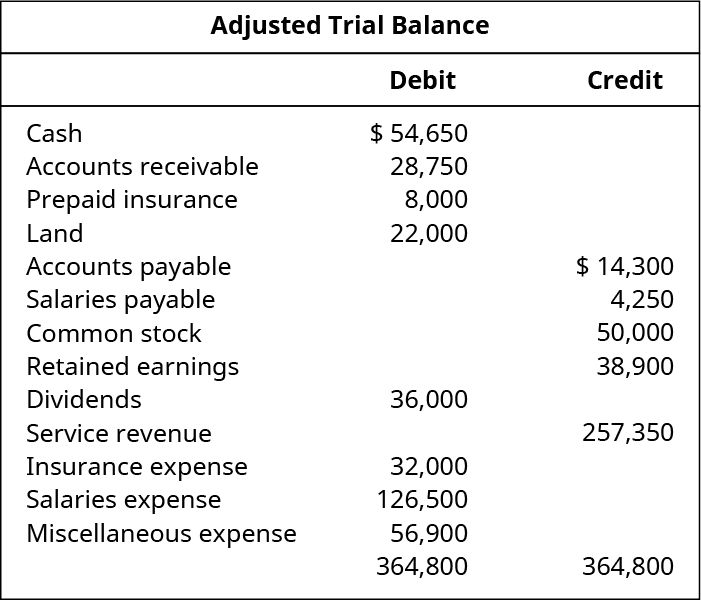 Adjusted Trial Balance
Debit Credit
Cash $ 54,650
Accounts receivable 28,750
Prepaid insurance 8,000
Land 22,000
Accounts payable $ 14,300
Salaries payable 4,250
Common stock 50,000
Retained earnings 38,900
Dividends 36,000
Service revenue 257,350
Insurance expense 32,000
Salaries expense 126,500
Miscellaneous expense 56,900
364,800 364,800